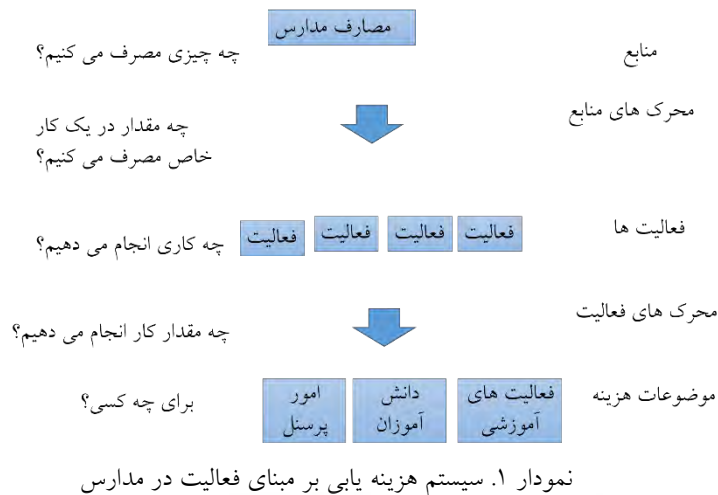 منابع
مصارف مدارس
چه چیزی مصرف می کنیم؟
محرک های منابع
چه مقدار در یک کار
خاص مصرف می کنیم؟
فعالیت ها
فعالیت
فعالیت
فعالیت
فعالیت
چه کاری انجام می دهیم؟
محرک های فعالیت
چه مقدار کار انجام می دهیم؟
موضوعات هزینه
فعالیت های
آموزشی
دانش
آموزان
امور
پرسنل
برای چه کسی؟
نمودار ۱. سیستم هزینه یابی بر مبنای فعالیت در مدارس